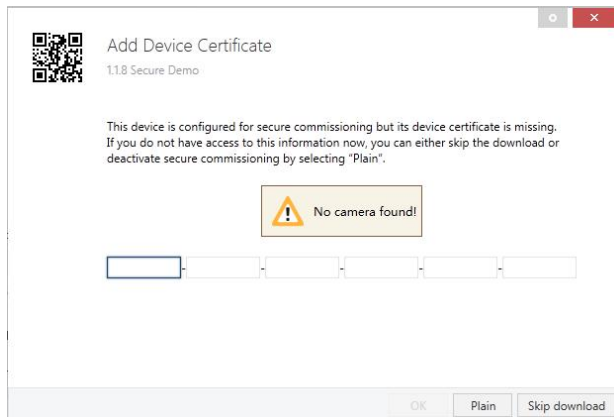 Add Device Certificate
1.1.8 Secure Demo
This device is configured for secure commissioning but its device certificate is missing.
If you do not have access to this information now, you can either skip the download or
deactivate secure commissioning by selecting "Plain".
No camera found!
- - - - -
OK Plain Skip download